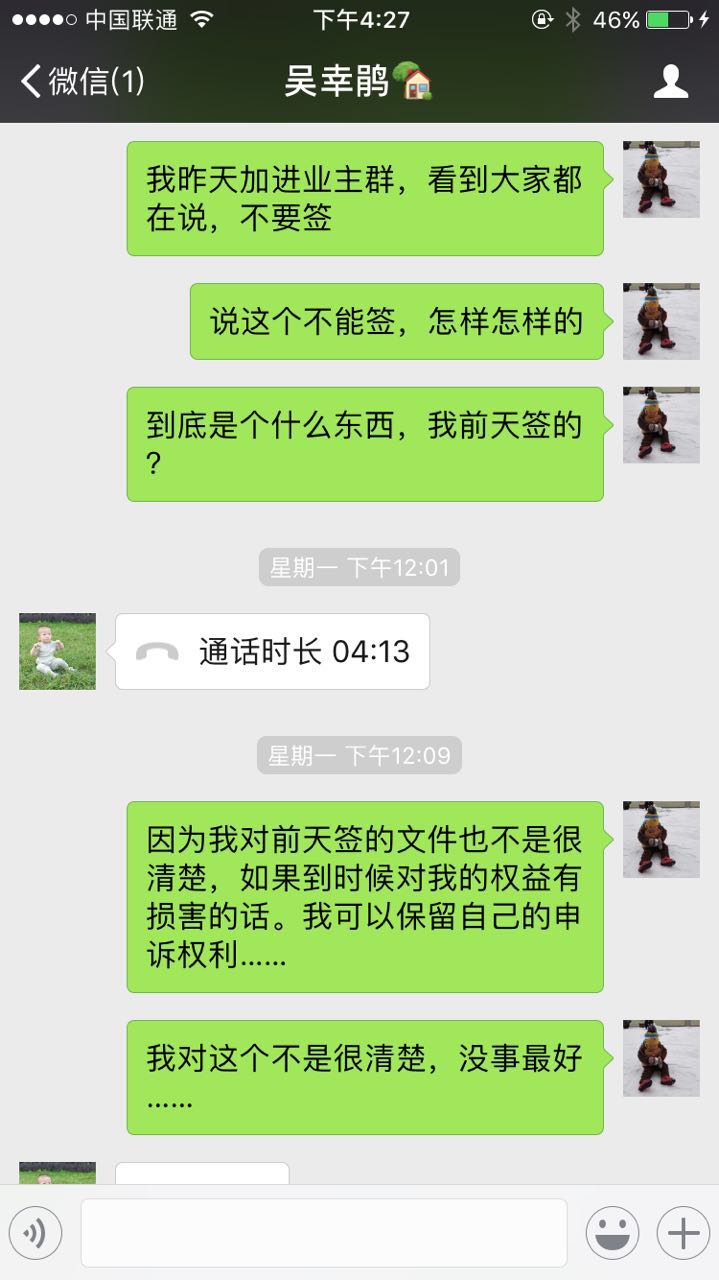 中国联通 下午4:27 46%
微信(1) 吴幸鹃
我昨天加进业主群，看到大家都
在说，不要签
说这个不能签，怎样怎样的
到底是个什么东西，我前天签的
？
星期一 下午12:01
通话时长 04:13
星期一 下午12:09
因为我对前天签的文件也不是很
清楚，如果到时候对我的权益有
损害的话。我可以保留自己的申
诉权利……
我对这个不是很清楚，没事最好
……